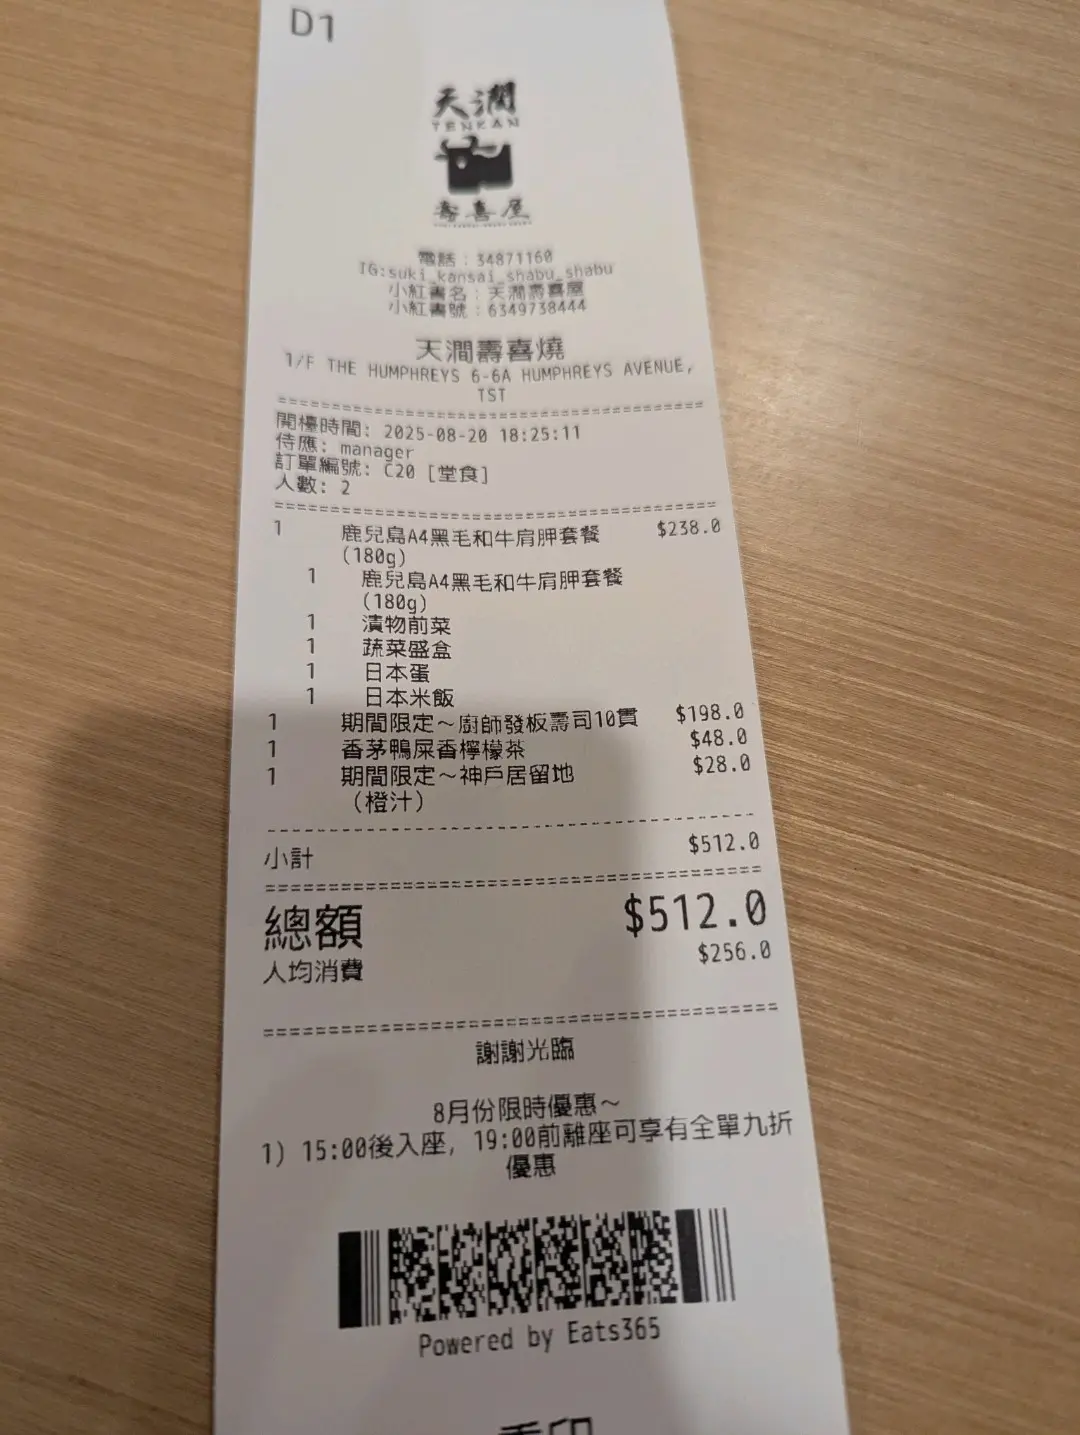 D1
天澗
TENKAN
壽喜屋
電話：34871160
IG:suki_kansai_shabu_shabu
小紅書名：天澗壽喜屋
小紅書號：6349738444
天澗壽喜燒
1/F THE HUMPHREYS 6-6A HUMPHREYS AVENUE,
TST
開檯時間: 2025-08-20 18:25:11
侍應: manager
訂單編號: C20 [堂食]
人數: 2
1 鹿兒島A4黑毛和牛肩胛套餐 $238.0
(180g)
1 鹿兒島A4黑毛和牛肩胛套餐
(180g)
1 漬物前菜
1 蔬菜盛盒
1 日本蛋
1 日本米飯
1 期間限定～廚師發板壽司10貫 $198.0
1 香茅鴨屎香檸檬茶 $48.0
1 期間限定～神戶居留地 $28.0
（橙汁）
小計 $512.0
總額 $512.0
人均消費 $256.0
謝謝光臨
8月份限時優惠～
1) 15:00後入座, 19:00前離座可享有全單九折
優惠
Powered by Eats365